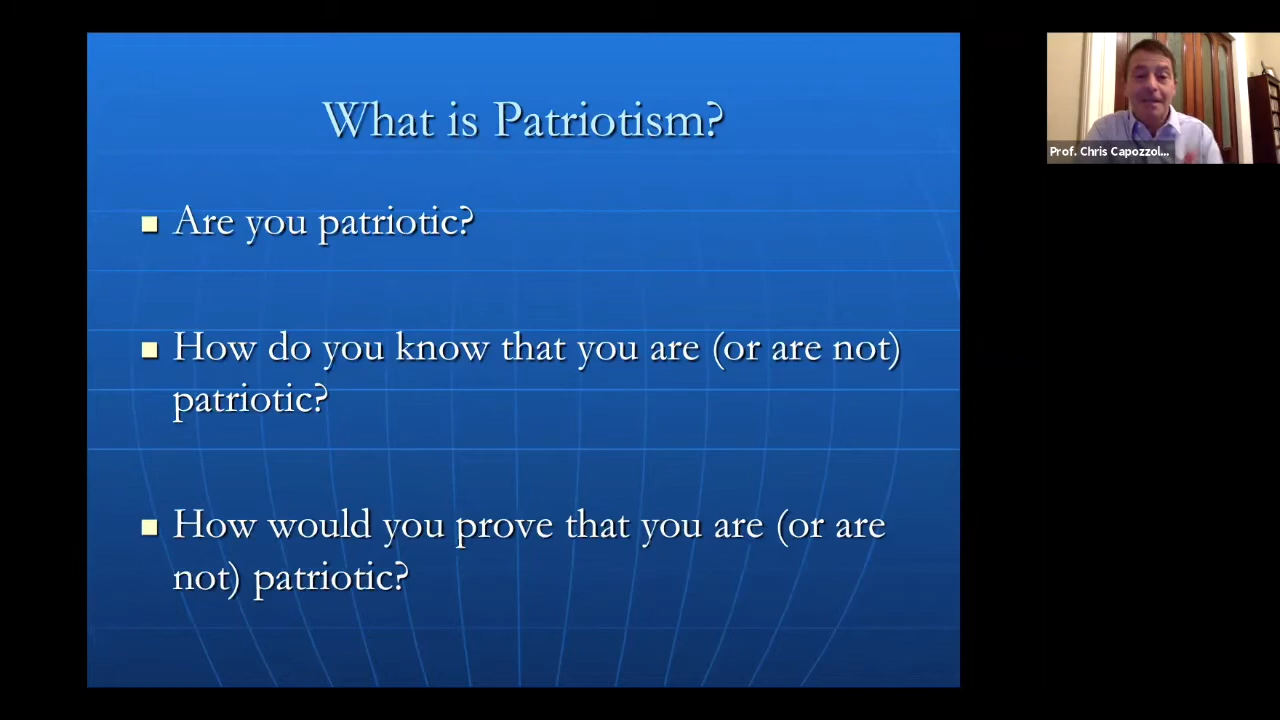 What is Patriotism?
Are you patriotic?
How do you know that you are (or are not)
patriotic?
How would you prove that you are (or are
not) patriotic?
Prof. Chris Capozzol...